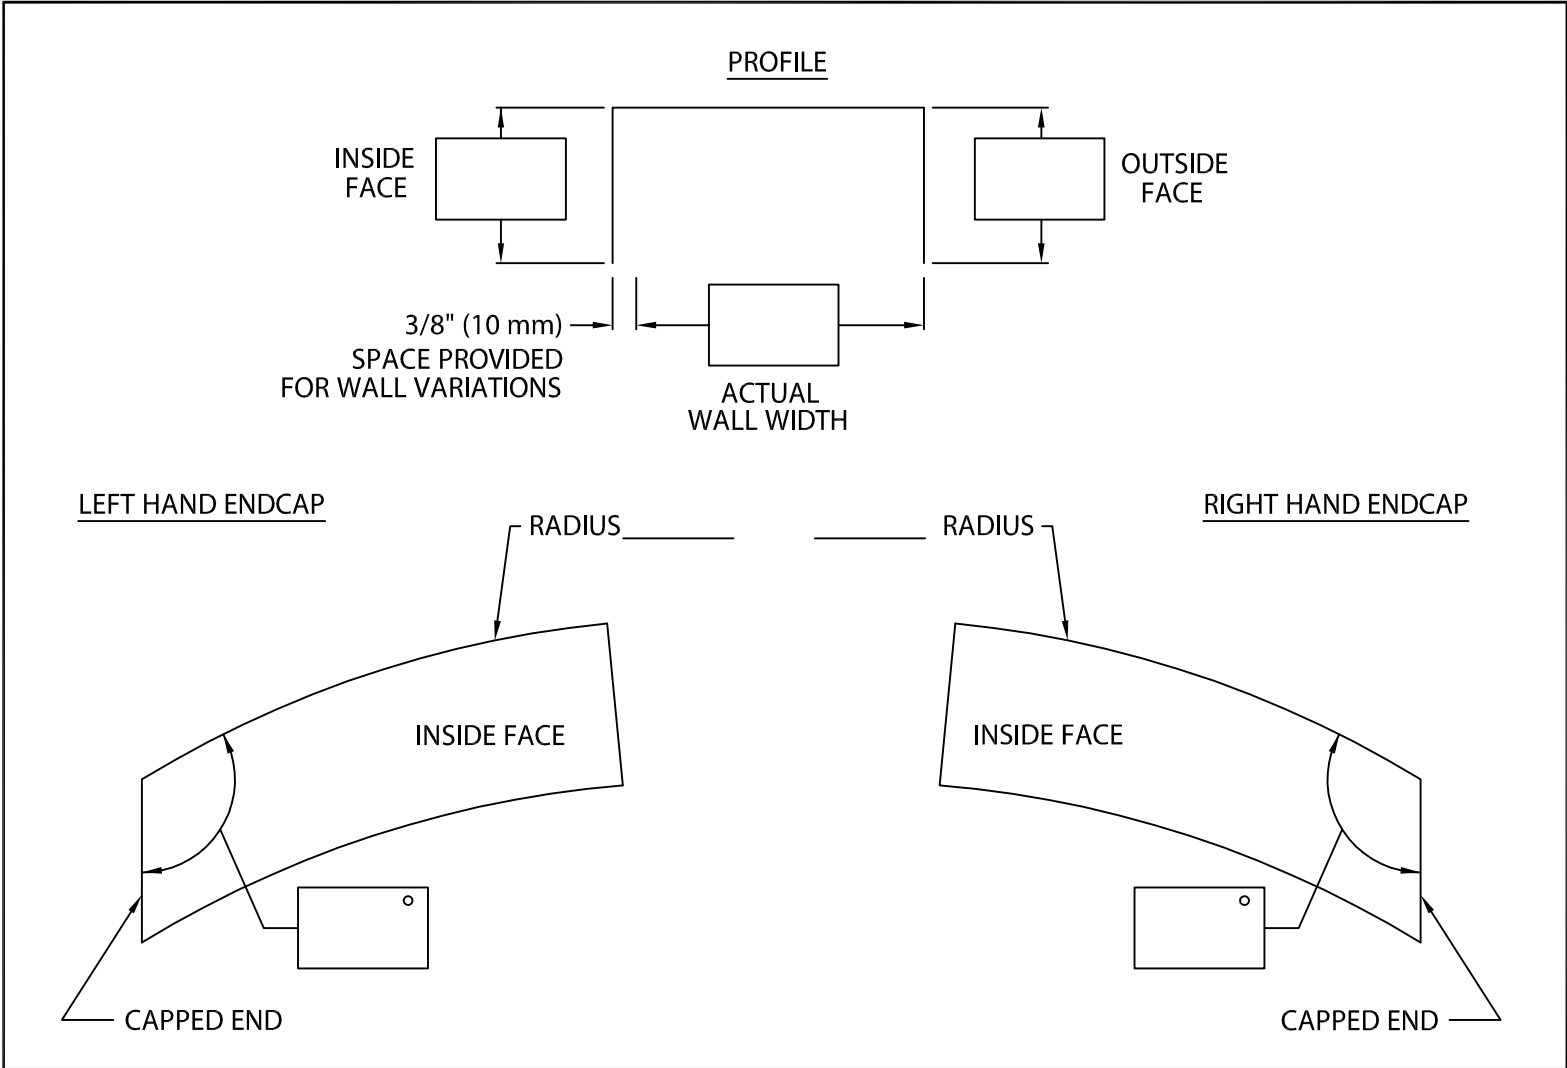 PROFILE
INSIDE
FACE
OUTSIDE
FACE
3/8" (10 mm)
SPACE PROVIDED
FOR WALL VARIATIONS
ACTUAL
WALL WIDTH
LEFT HAND ENDCAP
RIGHT HAND ENDCAP
RADIUS
RADIUS
INSIDE FACE
INSIDE FACE
CAPPED END
CAPPED END